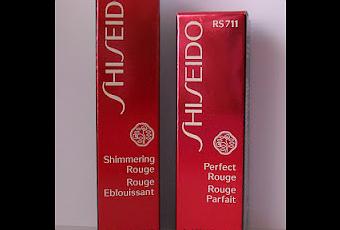 SHISEIDO
Shimmering
Rouge
Rouge
Eblouissant
RS711
SHISEIDO
Perfect
Rouge
Rouge
Parfait